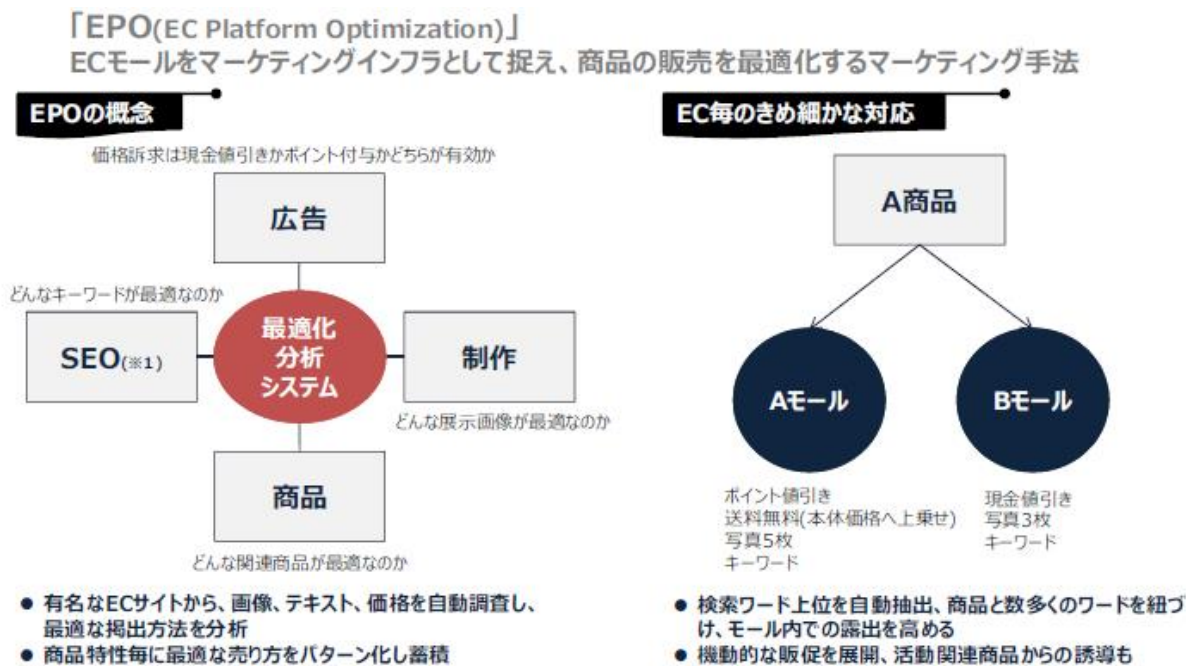 「EPO(EC Platform Optimization)」
ECモールをマーケティングインフラとして捉え、商品の販売を最適化するマーケティング手法
EPOの概念
価格訴求は現金値引きかポイント付与かどちらが有効か
広告
どんなキーワードが最適なのか
SEO(※1)
最適化
分析
システム
制作
どんな展示画像が最適なのか
商品
どんな関連商品が最適なのか
● 有名なECサイトから、画像、テキスト、価格を自動調査し、
最適な掲出方法を分析
● 商品特性毎に最適な売り方をパターン化し蓄積
EC毎のきめ細かな対応
A商品
Aモール
Bモール
ポイント値引き
送料無料(本体価格へ上乗せ)
写真5枚
キーワード
現金値引き
写真3枚
キーワード
● 検索ワード上位を自動抽出、商品と数多くのワードを紐づ
け、モール内での露出を高める
● 機動的な販促を展開、活動関連商品からの誘導も